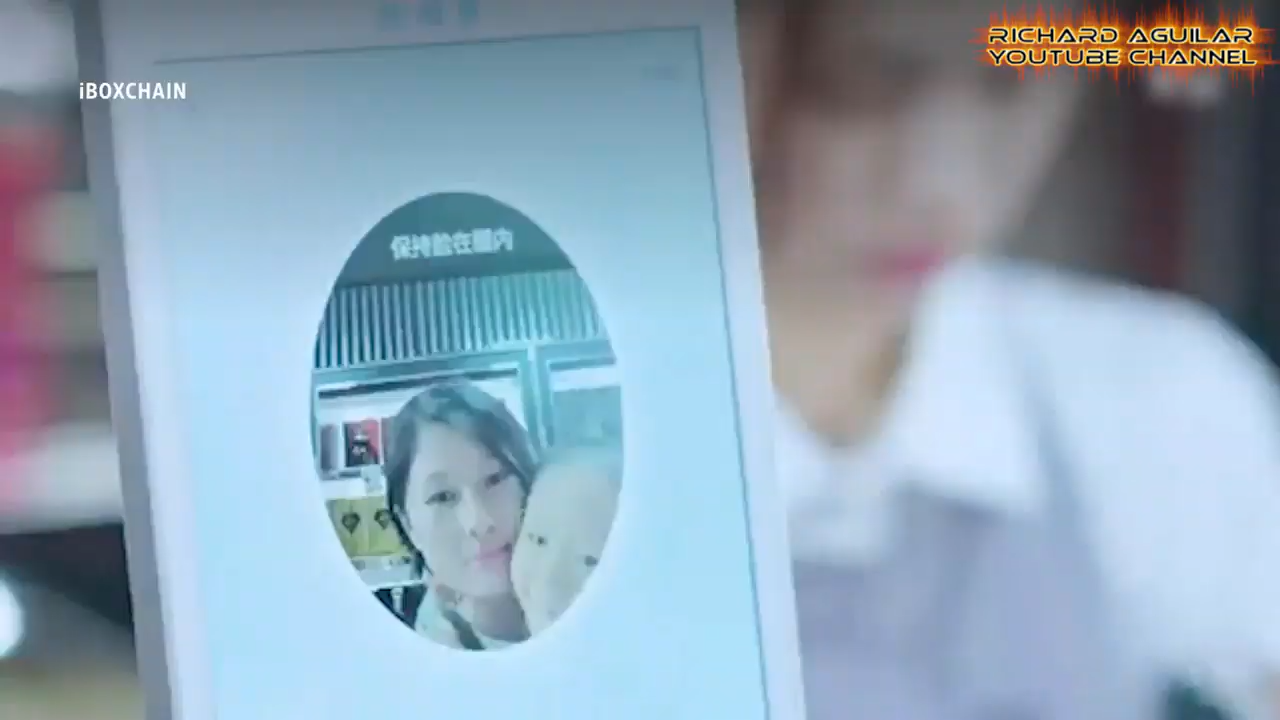 RICHARD AGUILAR
YOUTUBE CHANNEL
iBOXCHAIN
保持脸在圈内